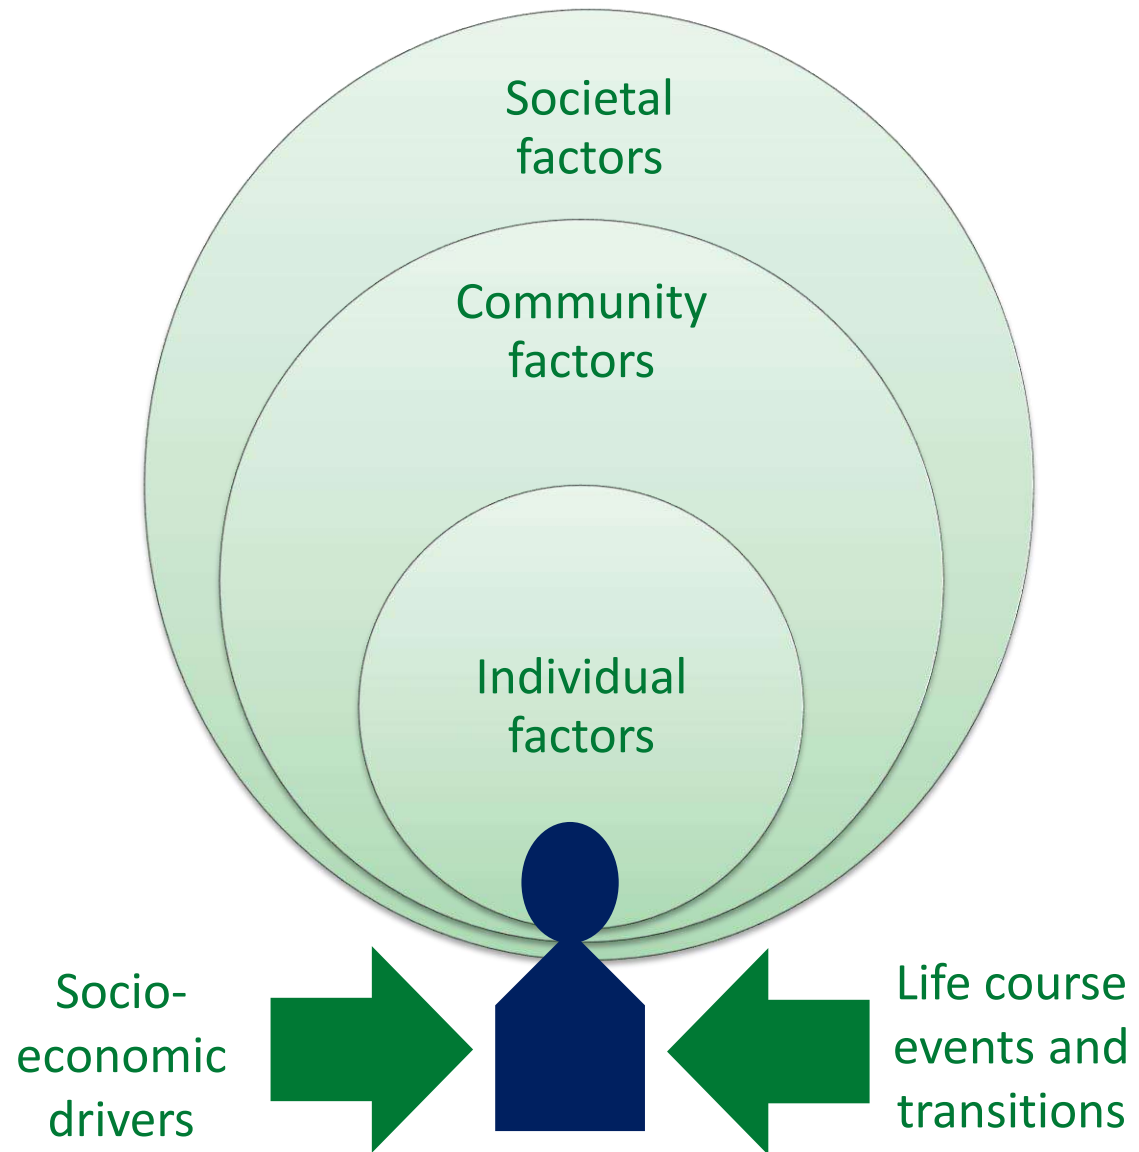 Societal
factors
Community
factors
Individual
factors
Socio-
economic
drivers
Life course
events and
transitions